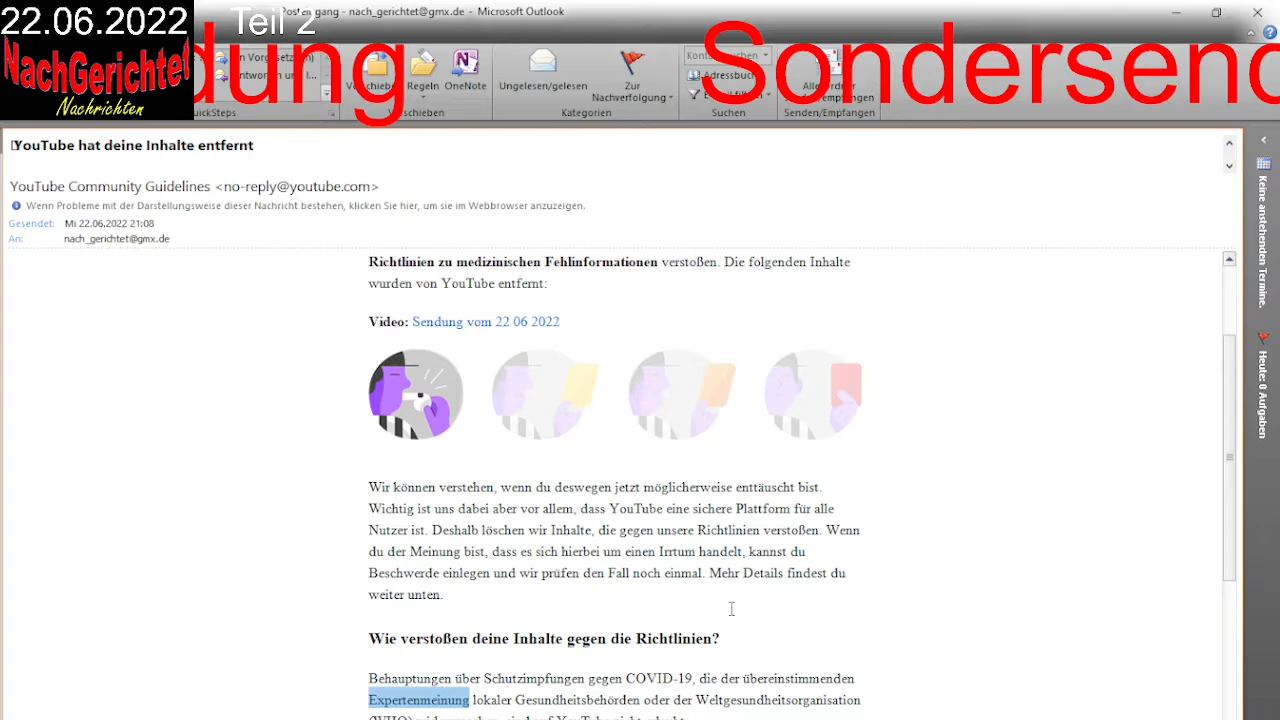 22.06.2022
Teil 2
NachGerichtet
Nachrichten
gang - nach_gerichtet@gmx.de - Microsoft Outlook
dung Sondersend
Regeln
OneNote
Ungelesen/gelesen
Zur
Nachverfolgung
Adressbuch
QuickSteps
Kategorien
Suchen
Senden/Empfangen
YouTube hat deine Inhalte entfernt
YouTube Community Guidelines <no-reply@youtube.com>
Wenn Probleme mit der Darstellungsweise dieser Nachricht bestehen, klicken Sie hier, um sie im Webbrowser anzuzeigen.
Gesendet: Mi 22.06.2022 21:08
An: nach_gerichtet@gmx.de
Richtlinien zu medizinischen Fehlinformationen verstoßen. Die folgenden Inhalte
wurden von YouTube entfernt:
Video: Sendung vom 22 06 2022
Wir können verstehen, wenn du deswegen jetzt möglicherweise enttäuscht bist.
Wichtig ist uns dabei aber vor allem, dass YouTube eine sichere Plattform für alle
Nutzer ist. Deshalb löschen wir Inhalte, die gegen unsere Richtlinien verstoßen. Wenn
du der Meinung bist, dass es sich hierbei um einen Irrtum handelt, kannst du
Beschwerde einlegen und wir prüfen den Fall noch einmal. Mehr Details findest du
weiter unten.
Wie verstoßen deine Inhalte gegen die Richtlinien?
Behauptungen über Schutzimpfungen gegen COVID-19, die der übereinstimmenden
Expertenmeinung lokaler Gesundheitsbehörden oder der Weltgesundheitsorganisation
Keine anstehenden Termine.
Heute: 0 Aufgaben